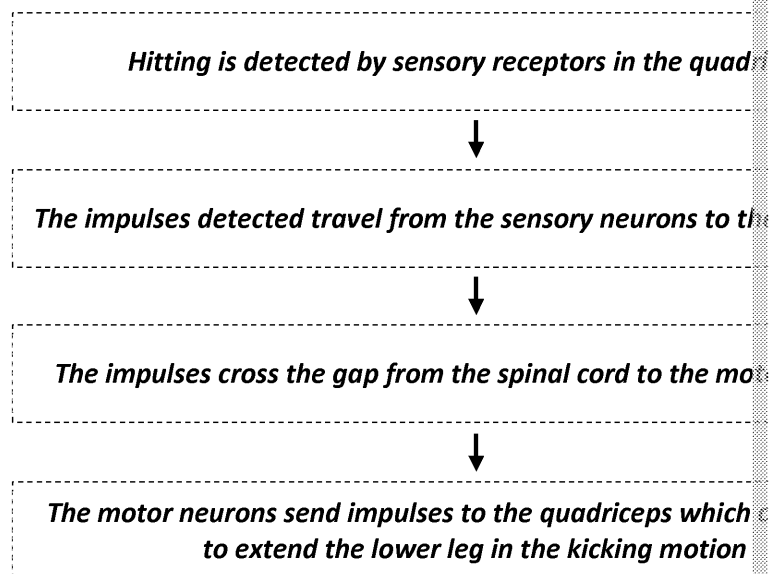 Hitting is detected by sensory receptors in the
The impulses detected travel from the sensory neurons to
The impulses cross the gap from the spinal cord to the
The motor neurons send impulses to the quadriceps which
to extend the lower leg in the kicking motion